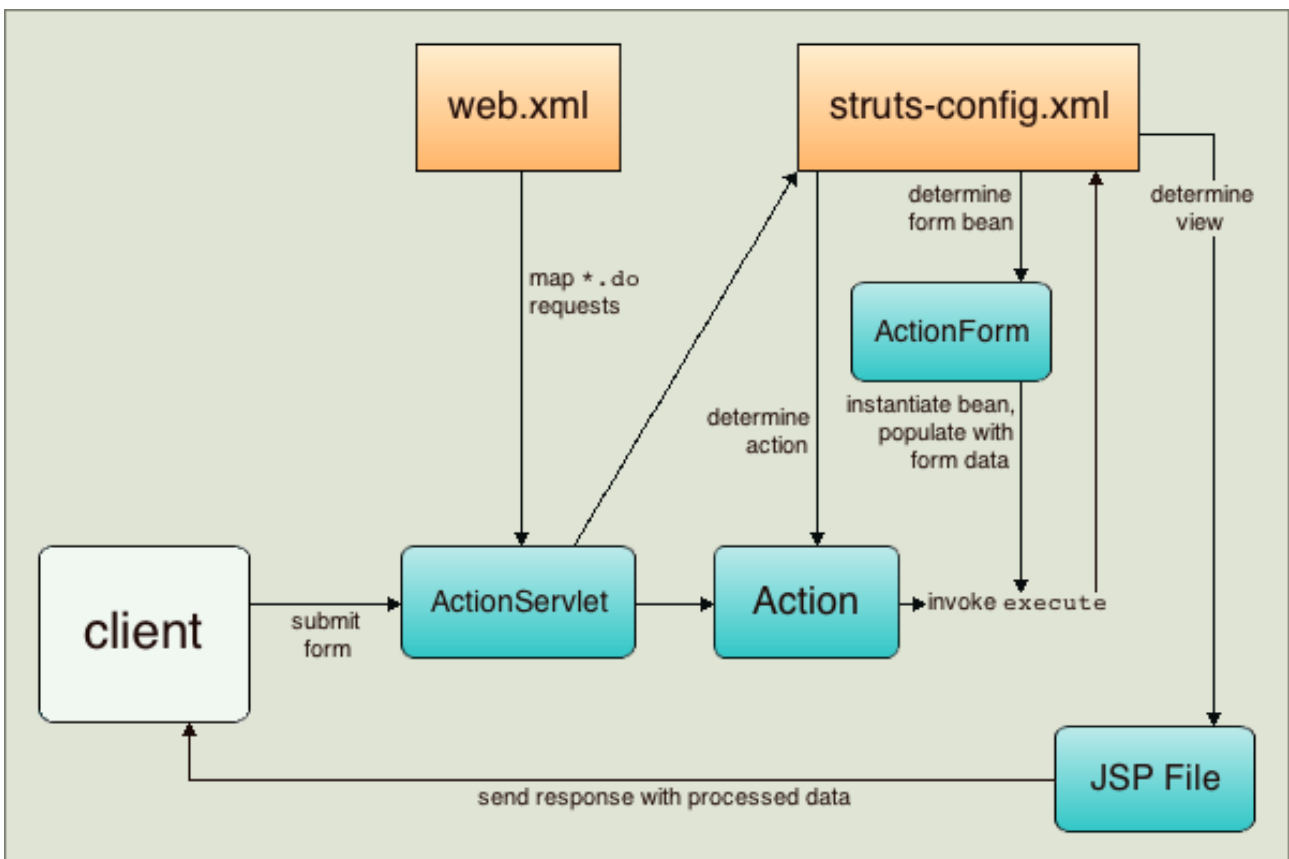 web.xml
struts-config.xml
determine
form bean
determine
view
map *.do
requests
ActionForm
instantiate bean,
populate with
form data
determine
action
client
submit
form
ActionServlet
Action
invoke execute
JSP File
send response with processed data